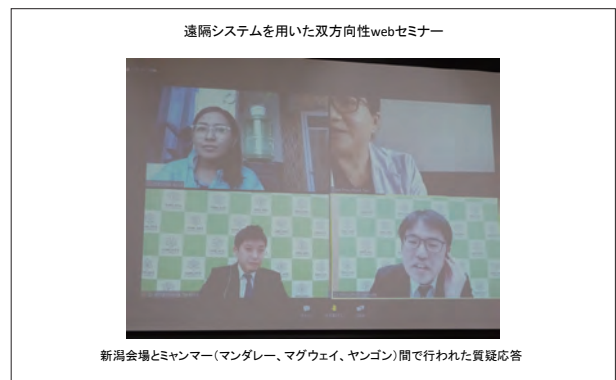 遠隔システムを用いた双方向性webセミナー
新潟会場とミャンマー(マンダレー、マグウェイ、ヤンゴン)間で行われた質疑応答